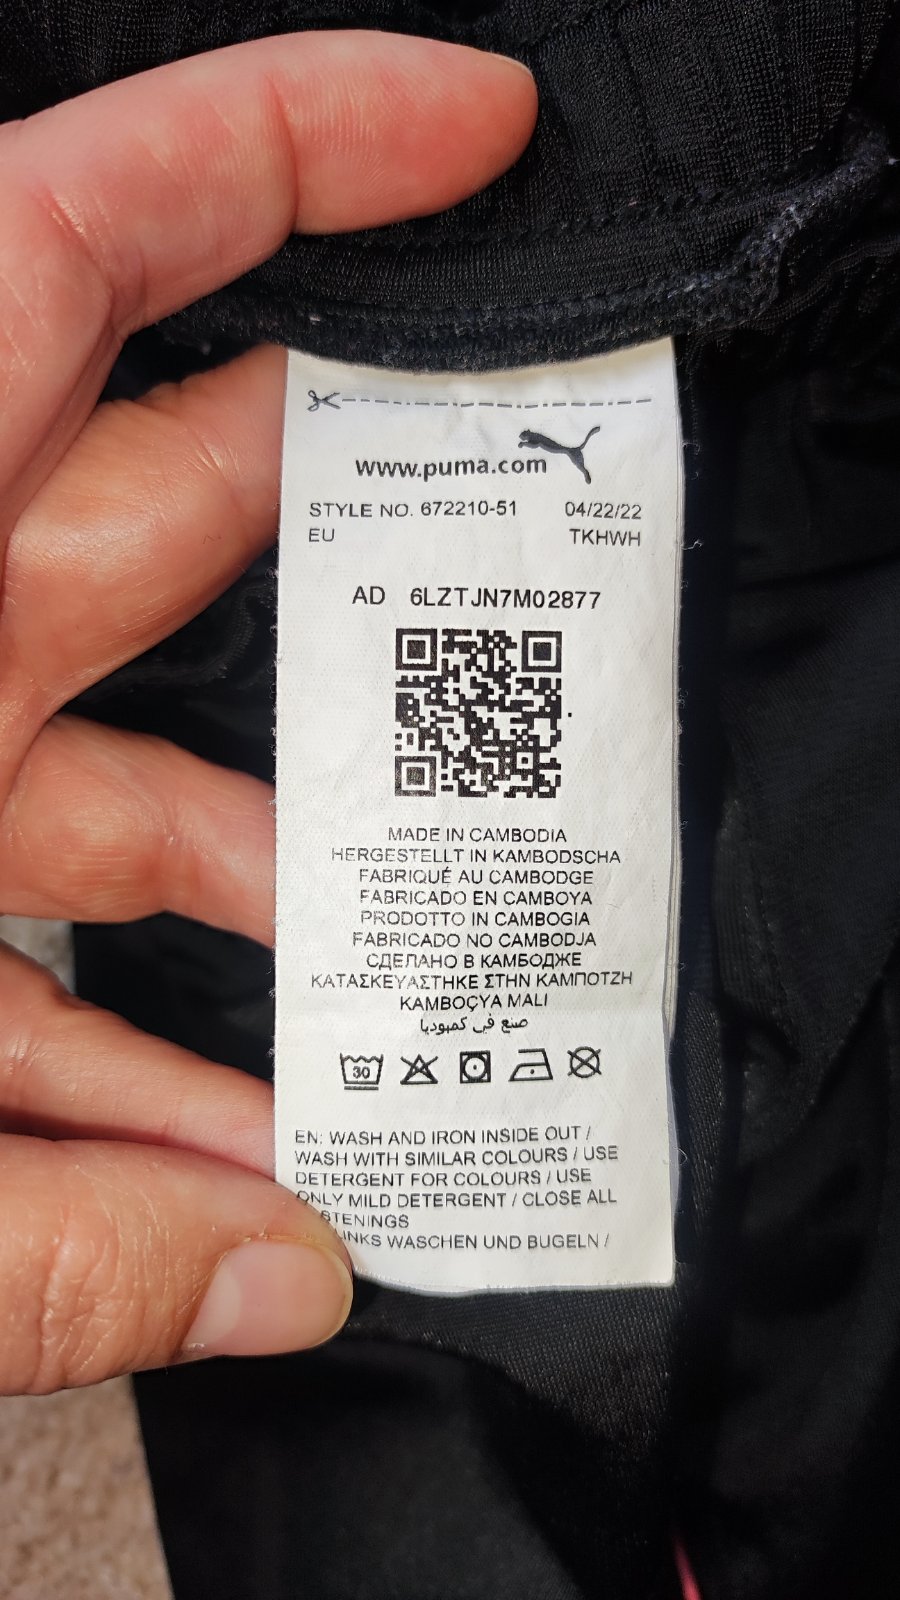 www.puma.com
STYLE NO. 672210-51 04/22/22
EU TKHWH
AD 6LZTJN7M02877
MADE IN CAMBODIA
HERGESTELLT IN KAMBODSCHA
FABRIQUÉ AU CAMBODGE
FABRICADO EN CAMBOYA
PRODOTTO IN CAMBOGIA
FABRICADO NO CAMBODJA
СДЕЛАНО В КАМБОДЖЕ
ΚΑΤΑΣΚΕΥΑΣΤΗΚΕ ΣΤΗΝ ΚΑΜΠΟΤΖΗ
KAMBOÇYA MALI
صنع في كمبوديا
30
EN: WASH AND IRON INSIDE OUT /
WASH WITH SIMILAR COLOURS / USE
DETERGENT FOR COLOURS / USE
ONLY MILD DETERGENT / CLOSE ALL
STENINGS
INKS WASCHEN UND BUGELN /